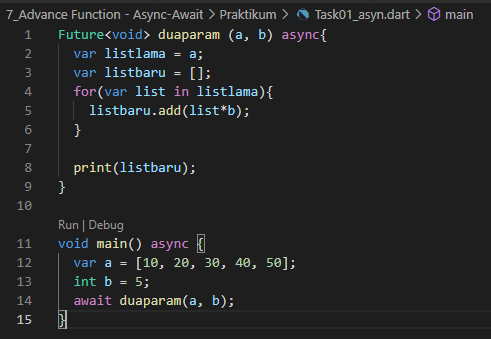 7_Advance Function - Async-Await > Praktikum > Task01_asyn.dart > main
1 Future<void> duaparam (a, b) async{
2 var listlama = a;
3 var listbaru = [];
4 for(var list in listlama){
5 listbaru.add(list*b);
6 }
7
8 print(listbaru);
9 }
10
Run | Debug
11 void main() async {
12 var a = [10, 20, 30, 40, 50];
13 int b = 5;
14 await duaparam(a, b);
15 }